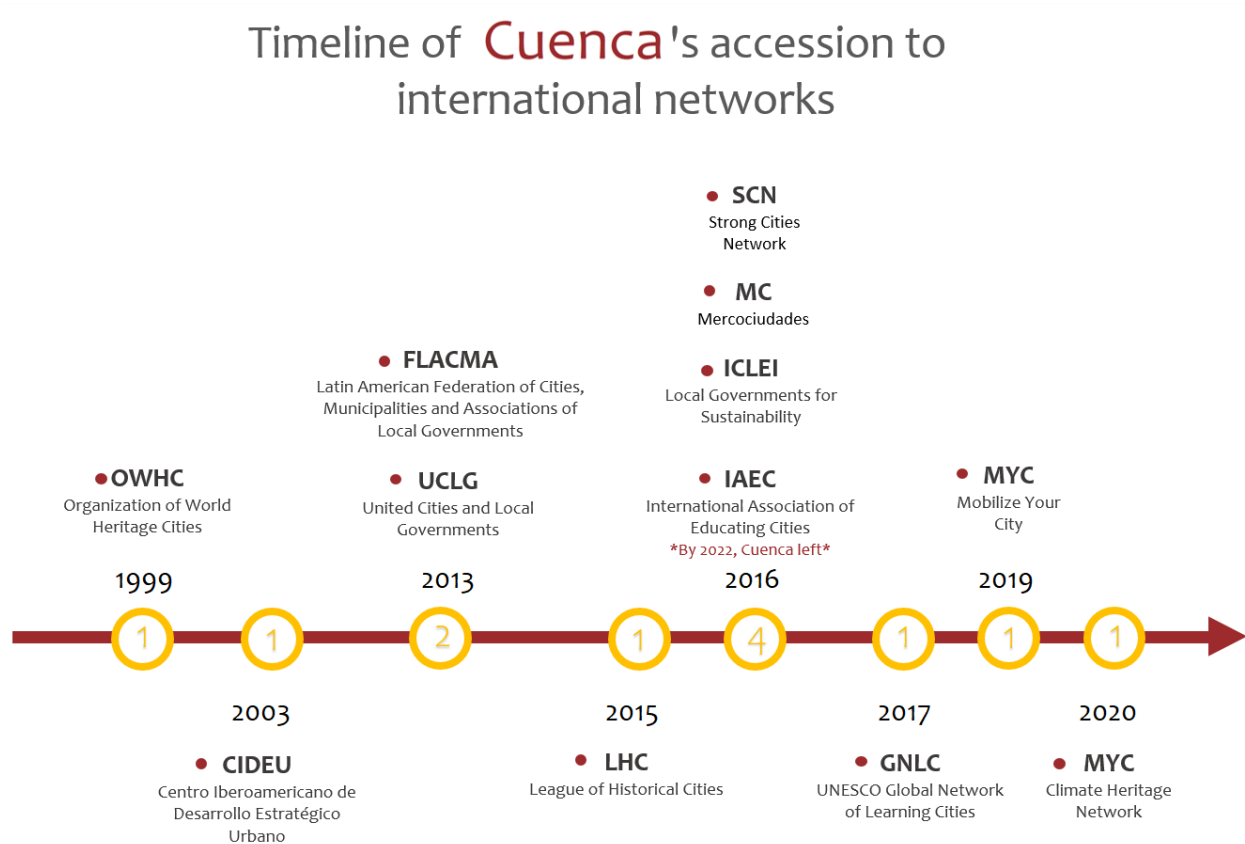 Timeline of Cuenca's accession to
international networks
SCN
Strong Cities
Network
MC
Mercociudades
FLACMA
Latin American Federation of Cities,
Municipalities and Associations of
Local Governments
ICLEI
Local Governments for
Sustainability
OWHC
Organization of World
Heritage Cities
UCLG
United Cities and Local
Governments
IAEC
International Association of
Educating Cities
*By 2022, Cuenca left*
MYC
Mobilize Your
City
1999
2013
2016
2019
1
1
2
1
4
1
1
1
2003
2015
2017
2020
CIDEU
Centro Iberoamericano de
Desarrollo Estratégico
Urbano
LHC
League of Historical Cities
GNLC
UNESCO Global Network
of Learning Cities
MYC
Climate Heritage
Network